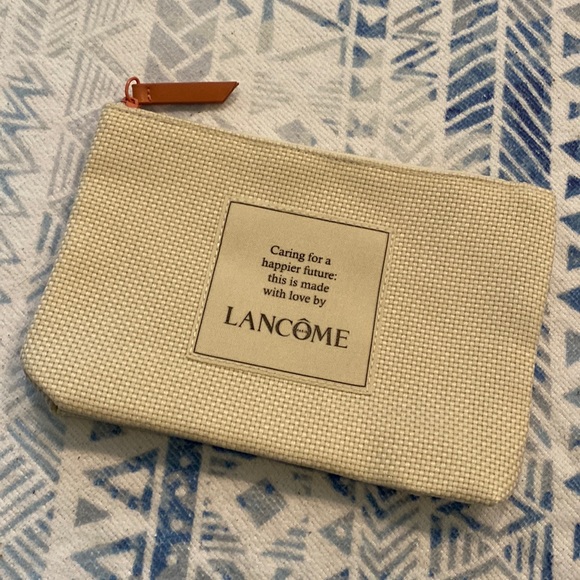 Caring for a
happier future:
this is made
with love by
LANCÔME